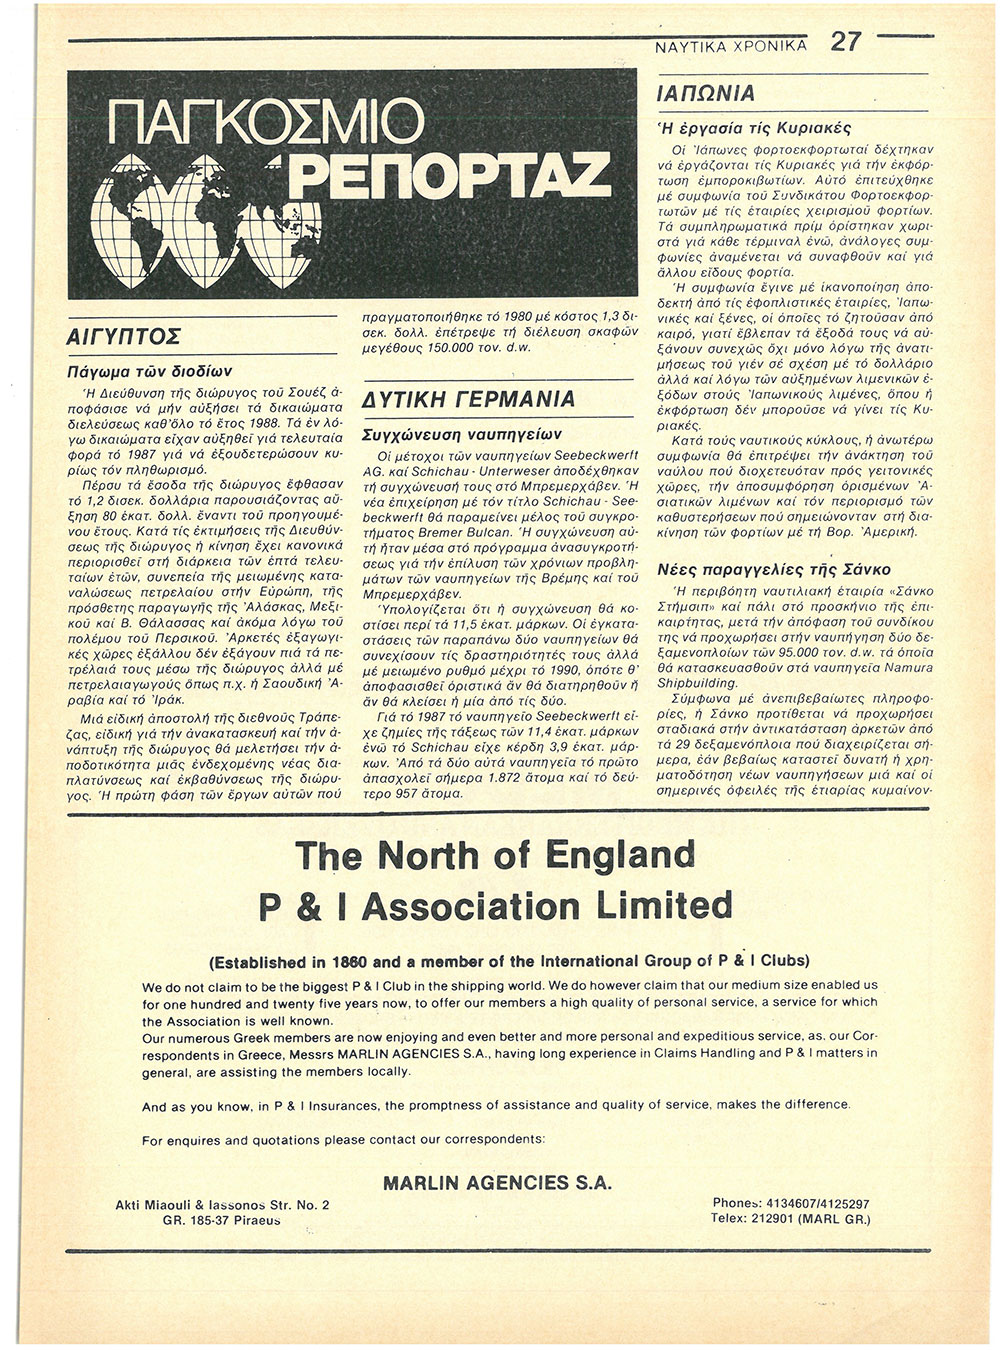 ΝΑΥΤΙΚΑ ΧΡΟΝΙΚΑ 27
ΠΑΓΚΟΣΜΙΟ
ΡΕΠΟΡΤΑΖ
ΑΙΓΥΠΤΟΣ
Πάγωμα τῶν διοδίων
Ἡ Διεύθυνση τῆς διώρυγος τοῦ Σουέζ ἀ-
ποφάσισε νά μήν αὐξήσει τά δικαιώματα
διελεύσεως καθ'ὅλο τό ἔτος 1988. Τά ἐν λό-
γω δικαιώματα εἶχαν αὐξηθεῖ γιά τελευταία
φορά τό 1987 γιά νά ἐξουδετερώσουν κυ-
ρίως τόν πληθωρισμό.
Πέρσυ τά ἔσοδα τῆς διώρυγος ἔφθασαν
τό 1,2 δισεκ. δολλάρια παρουσιάζοντας αὔ-
ξηση 80 ἑκατ. δολλ. ἔναντι τοῦ προηγουμέ-
νου ἔτους. Κατά τίς ἐκτιμήσεις τῆς Διευθύν-
σεως τῆς διώρυγος ἡ κίνηση ἔχει κανονικά
περιορισθεῖ στή διάρκεια τῶν ἑπτά τελευ-
ταίων ἐτῶν, συνεπεία τῆς μειωμένης κατα-
ναλώσεως πετρελαίου στήν Εὐρώπη, τῆς
πρόσθετης παραγωγῆς τῆς Ἀλάσκας, Μεξι-
κοῦ καί Β. Θάλασσας καί ἀκόμα λόγω τοῦ
πολέμου τοῦ Περσικοῦ. Ἀρκετές ἐξαγωγι-
κές χῶρες ἐξάλλου δέν ἐξάγουν πιά τά πε-
τρέλαιά τους μέσω τῆς διώρυγος ἀλλά μέ
πετρελαιαγωγούς ὅπως π.χ. ἡ Σαουδική Ἀ-
ραβία καί τό Ἰράκ.
Μιά εἰδική ἀποστολή τῆς διεθνοῦς Τράπε-
ζας, εἰδική γιά τήν ἀνακατασκευή καί τήν ἀ-
νάπτυξη τῆς διώρυγος θά μελετήσει τήν ἀ-
ποδοτικότητα μιᾶς ἐνδεχομένης νέας δια-
πλατύνσεως καί ἐκβαθύνσεως τῆς διώρυ-
γος. Ἡ πρώτη φάση τῶν ἔργων αὐτῶν πού
πραγματοποιήθηκε τό 1980 μέ κόστος 1,3 δι-
σεκ. δολλ. ἐπέτρεψε τή διέλευση σκαφῶν
μεγέθους 150.000 τον. d.w.
ΔΥΤΙΚΗ ΓΕΡΜΑΝΙΑ
Συγχώνευση ναυπηγείων
Οἱ μέτοχοι τῶν ναυπηγείων Seebeckwerft
AG. καί Schichau - Unterweser ἀποδέχθηκαν
τή συγχώνευσή τους στό Μπρεμερχάβεν. Ἡ
νέα ἐπιχείρηση μέ τόν τίτλο Schichau - See-
beckwerft θά παραμείνει μέλος τοῦ συγκρο-
τήματος Bremer Bulcan. Ἡ συγχώνευση αὐ-
τή ἦταν μέσα στό πρόγραμμα ἀνασυγκροτή-
σεως γιά τήν ἐπίλυση τῶν χρόνιων προβλη-
μάτων τῶν ναυπηγείων τῆς Βρέμης καί τοῦ
Μπρεμερχάβεν.
Ὑπολογίζεται ὅτι ἡ συγχώνευση θά κο-
στίσει περί τά 11,5 ἑκατ. μάρκων. Οἱ ἐγκατα-
στάσεις τῶν παραπάνω δύο ναυπηγείων θά
συνεχίσουν τίς δραστηριότητές τους ἀλλά
μέ μειωμένο ρυθμό μέχρι τό 1990, ὁπότε θ'
ἀποφασισθεῖ ὁριστικά ἄν θά διατηρηθοῦν ἤ
ἄν θά κλείσει ἡ μία ἀπό τίς δύο.
Γιά τό 1987 τό ναυπηγεῖο Seebeckwerft εἶ-
χε ζημίες τῆς τάξεως τῶν 11,4 ἑκατ. μάρκων
ἐνῶ τό Schichau εἶχε κέρδη 3,9 ἑκατ. μάρ-
κων. Ἀπό τά δύο αὐτά ναυπηγεῖα τό πρῶτο
ἀπασχολεῖ σήμερα 1.872 ἄτομα καί τό δεύ-
τερο 957 ἄτομα.
ΙΑΠΩΝΙΑ
Ἡ ἐργασία τίς Κυριακές
Οἱ Ἰάπωνες φορτοεκφορτωταί δέχτηκαν
νά ἐργάζονται τίς Κυριακές γιά τήν ἐκφόρ-
τωση ἐμποροκιβωτίων. Αὐτό ἐπιτεύχθηκε
μέ συμφωνία τοῦ Συνδικάτου Φορτοεκφορ-
τωτῶν μέ τίς ἑταιρίες χειρισμοῦ φορτίων.
Τά συμπληρωματικά πρίμ ὁρίστηκαν χωρι-
στά γιά κάθε τέρμιναλ ἐνῶ, ἀνάλογες συμ-
φωνίες ἀναμένεται νά συναφθοῦν καί γιά
ἄλλου εἴδους φορτία.
Ἡ συμφωνία ἔγινε μέ ἱκανοποίηση ἀπο-
δεκτή ἀπό τίς ἐφοπλιστικές ἑταιρίες, Ἰαπω-
νικές καί ξένες, οἱ ὁποῖες τό ζητοῦσαν ἀπό
καιρό, γιατί ἔβλεπαν τά ἔξοδά τους νά αὐ-
ξάνουν συνεχῶς ὄχι μόνο λόγω τῆς ἀνατι-
μήσεως τοῦ γιέν σέ σχέση μέ τό δολλάριο
ἀλλά καί λόγω τῶν αὐξημένων λιμενικῶν ἐ-
ξόδων στούς Ἰαπωνικούς λιμένες, ὅπου ἡ
ἐκφόρτωση δέν μποροῦσε νά γίνει τίς Κυ-
ριακές.
Κατά τούς ναυτικούς κύκλους, ἡ ἀνωτέρω
συμφωνία θά ἐπιτρέψει τήν ἀνάκτηση τοῦ
ναύλου πού διοχετευόταν πρός γειτονικές
χῶρες, τήν ἀποσυμφόρηση ὁρισμένων Ἀ-
σιατικῶν λιμένων καί τόν περιορισμό τῶν
καθυστερήσεων πού σημειώνονταν στή δια-
κίνηση τῶν φορτίων μέ τή Βορ. Ἀμερική.
Νέες παραγγελίες τῆς Σάνκο
Ἡ περιβόητη ναυτιλιακή ἑταιρία «Σάνκο
Στήμσιπ» καί πάλι στό προσκήνιο τῆς ἐπι-
καιρτητας, μετά τήν ἀπόφαση τοῦ συνδίκου
της νά προχωρήσει στήν ναυπήγηση δύο δε-
ξαμενοπλοίων τῶν 95.000 τον. d.w. τά ὁποῖα
θά κατασκευασθοῦν στά ναυπηγεῖα Namura
Shipbuilding.
Σύμφωνα μέ ἀνεπιβεβαίωτες πληροφο-
ρίες, ἡ Σάνκο προτίθεται νά προχωρήσει
σταδιακά στήν ἀντικατάσταση ἀρκετῶν ἀπό
τά 29 δεξαμενόπλοια πού διαχειρίζεται σή-
μερα, ἐάν βεβαίως καταστεῖ δυνατή ἡ χρη-
ματοδότηση νέων ναυπηγήσεων μιά καί οἱ
σημερινές ὀφειλές τῆς ἑτιαρίας κυμαίνον-
The North of England
P & I Association Limited
(Established in 1860 and a member of the International Group of P & I Clubs)
We do not claim to be the biggest P & I Club in the shipping world. We do however claim that our medium size enabled us
for one hundred and twenty five years now, to offer our members a high quality of personal service, a service for which
the Association is well known.
Our numerous Greek members are now enjoying and even better and more personal and expeditious service, as. our Cor-
respondents in Greece, Messrs MARLIN AGENCIES S.A., having long experience in Claims Handling and P & I matters in
general, are assisting the members locally.
And as you know, in P & I Insurances, the promptness of assistance and quality of service, makes the difference.
For enquires and quotations please contact our correspondents:
MARLIN AGENCIES S.A.
Akti Miaouli & Iassonos Str. No. 2
GR. 185-37 Piraeus
Phones: 4134607/4125297
Telex: 212901 (MARL GR.)